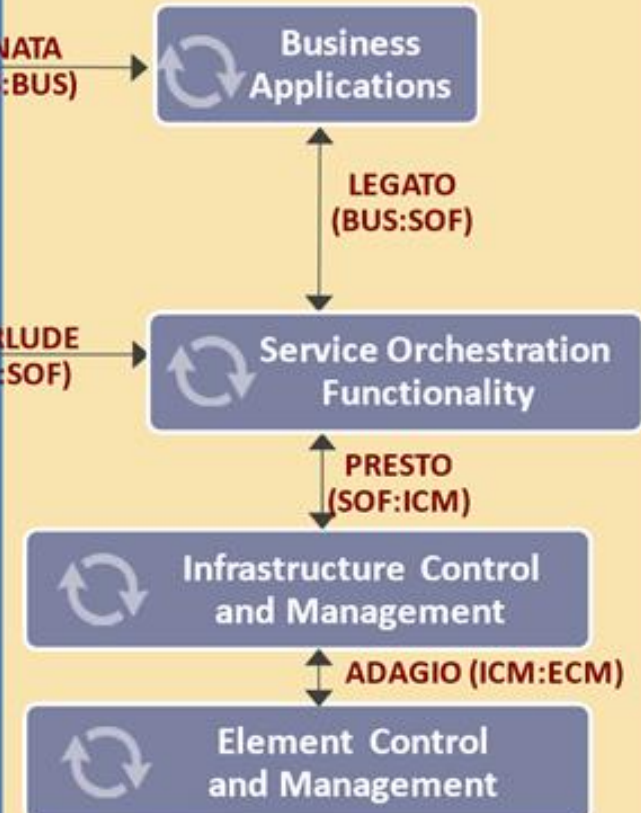 NATA
:BUS)
Business
Applications
LEGATO
(BUS:SOF)
RLUDE
:SOF)
Service Orchestration
Functionality
PRESTO
(SOF:ICM)
Infrastructure Control
and Management
ADAGIO (ICM:ECM)
Element Control
and Management